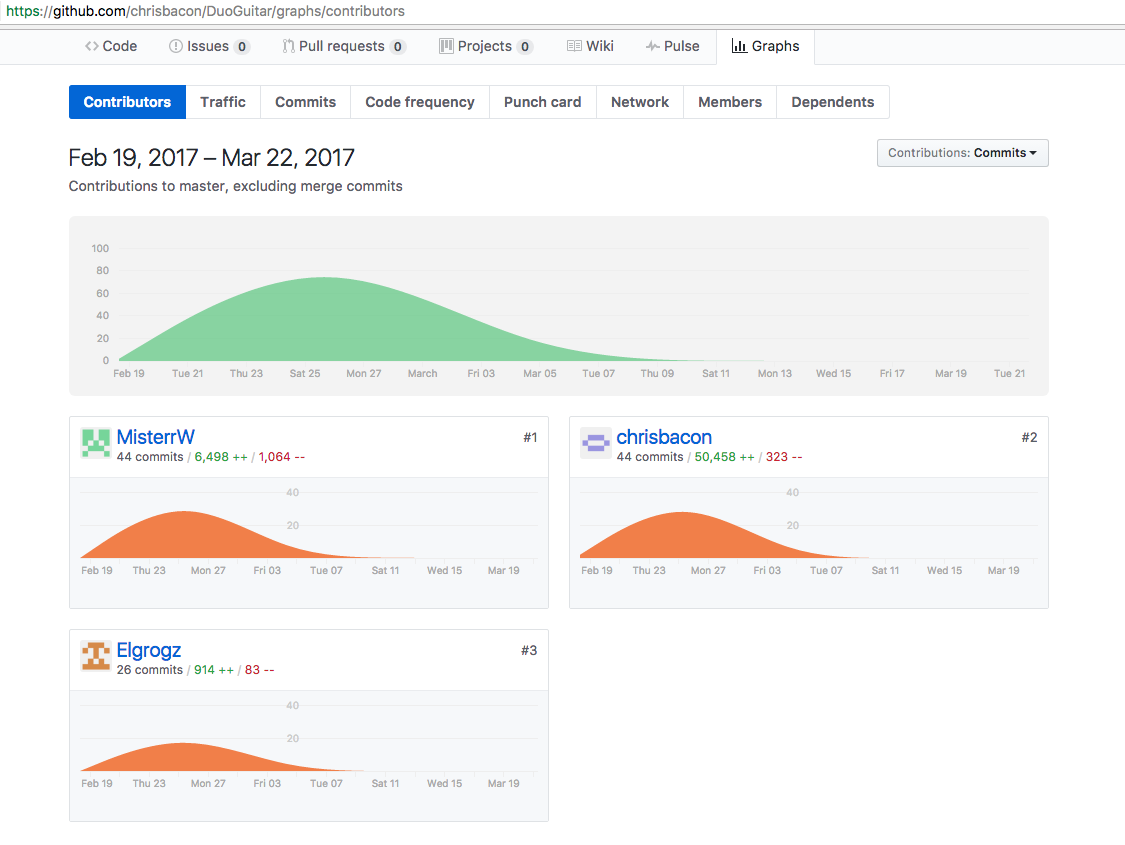 https://github.com/chrisbacon/DuoGuitar/graphs/contributors
Code Issues 0 Pull requests 0 Projects 0 Wiki Pulse Graphs
Contributors Traffic Commits Code frequency Punch card Network Members Dependents
Feb 19, 2017 – Mar 22, 2017
Contributions: Commits
Contributions to master, excluding merge commits
100
80
60
40
20
0
Feb 19 Tue 21 Thu 23 Sat 25 Mon 27 March Fri 03 Mar 05 Tue 07 Thu 09 Sat 11 Mon 13 Wed 15 Fri 17 Mar 19 Tue 21
MisterrW #1
44 commits / 6,498 ++ / 1,064 --
40
20
Feb 19 Thu 23 Mon 27 Fri 03 Tue 07 Sat 11 Wed 15 Mar 19
chrisbacon #2
44 commits / 50,458 ++ / 323 --
40
20
Feb 19 Thu 23 Mon 27 Fri 03 Tue 07 Sat 11 Wed 15 Mar 19
Elgrogz #3
26 commits / 914 ++ / 83 --
40
20
Feb 19 Thu 23 Mon 27 Fri 03 Tue 07 Sat 11 Wed 15 Mar 19